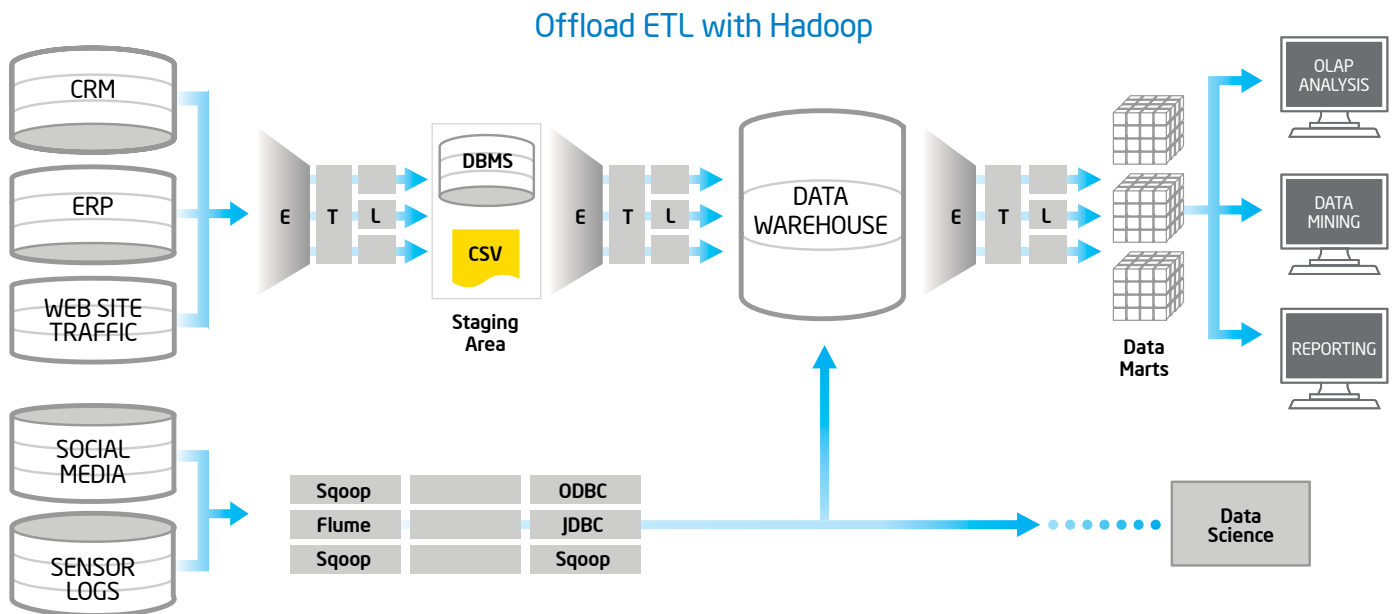 Offload ETL with Hadoop
CRM
ERP
WEB SITE
TRAFFIC
E T L
DBMS
CSV
Staging
Area
E T L
DATA
WAREHOUSE
E T L
Data
Marts
OLAP
ANALYSIS
DATA
MINING
REPORTING
SOCIAL
MEDIA
SENSOR
LOGS
Sqoop ODBC
Flume JDBC
Sqoop Sqoop
Data
Science